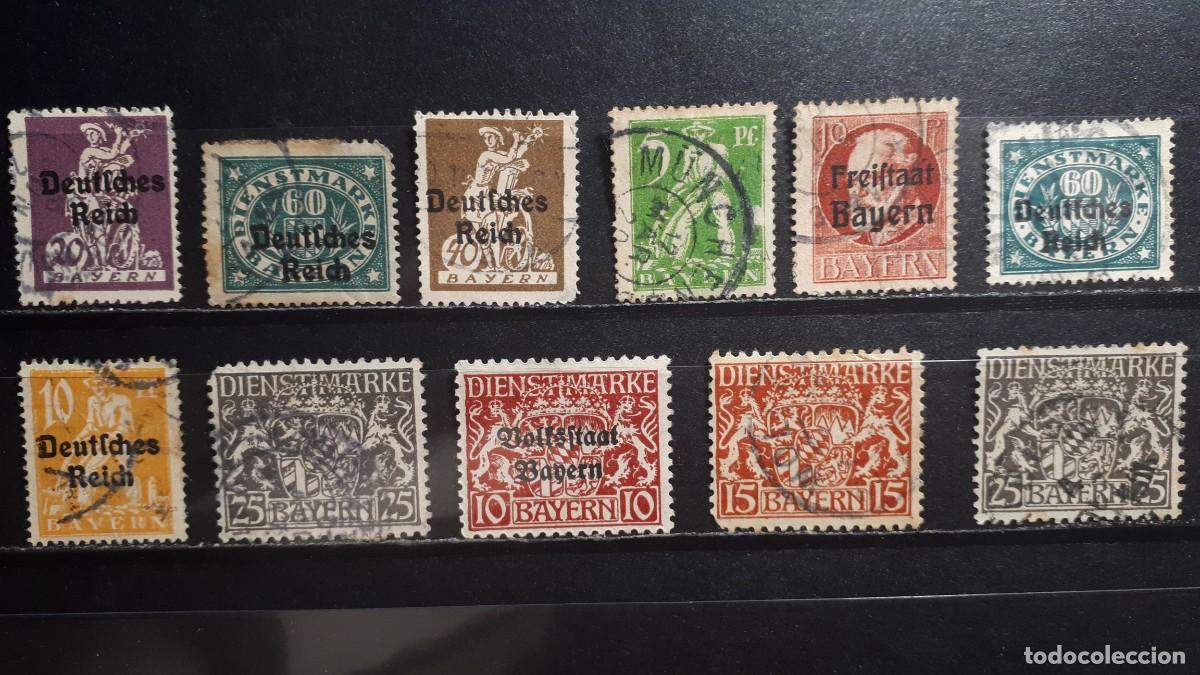 Deutsches
Reich
20
BAYERN
DIENSTMARKE
60
Deutsches
Reich
BAYERN
Deutsches
Reich
40
BAYERN
5 Pf.
MÜNCHEN
BAYERN
10 Pf
Freistaat
Bayern
BAYERN
DIENSTMARKE
60
Deutsches
Reich
BAYERN
10 Pf
Deutsches
Reich
BAYERN
DIENSTMARKE
25 BAYERN 25
DIENSTMARKE
Volksstaat
Bayern
10 BAYERN 10
DIENSTMARKE
15 BAYERN 15
DIENSTMARKE
25 BAYERN 25
todocoleccion